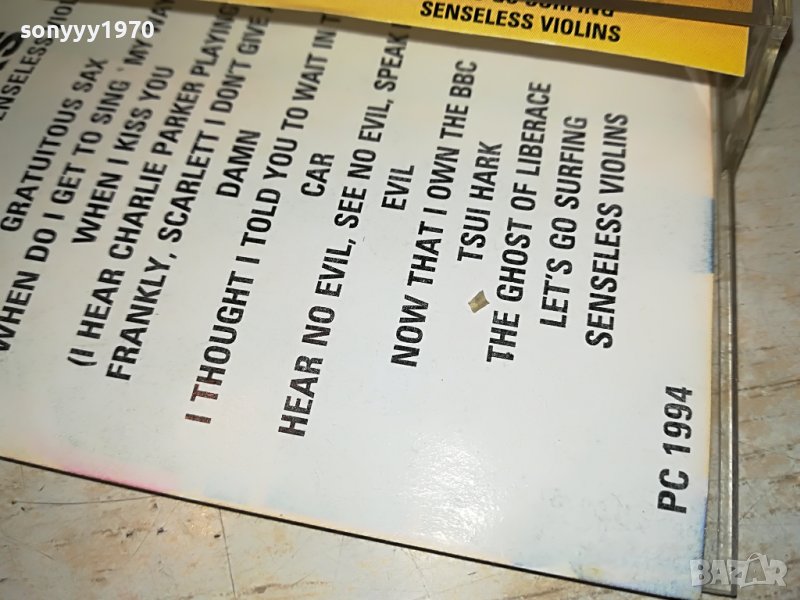 sonyyy1970
SENSELESS VIOLINS
SENSELESS
GRATUITOUS SAX
WHEN DO I GET TO SING 'MY WAY
WHEN I KISS YOU
(I HEAR CHARLIE PARKER PLAYING
FRANKLY, SCARLETT I DON'T GIVE
DAMN
I THOUGHT I TOLD YOU TO WAIT IN T
CAR
HEAR NO EVIL, SEE NO EVIL, SPEAK
EVIL
NOW THAT I OWN THE BBC
TSUI HARK
THE GHOST OF LIBERACE
LET'S GO SURFING
SENSELESS VIOLINS
PC 1994
BAZAR